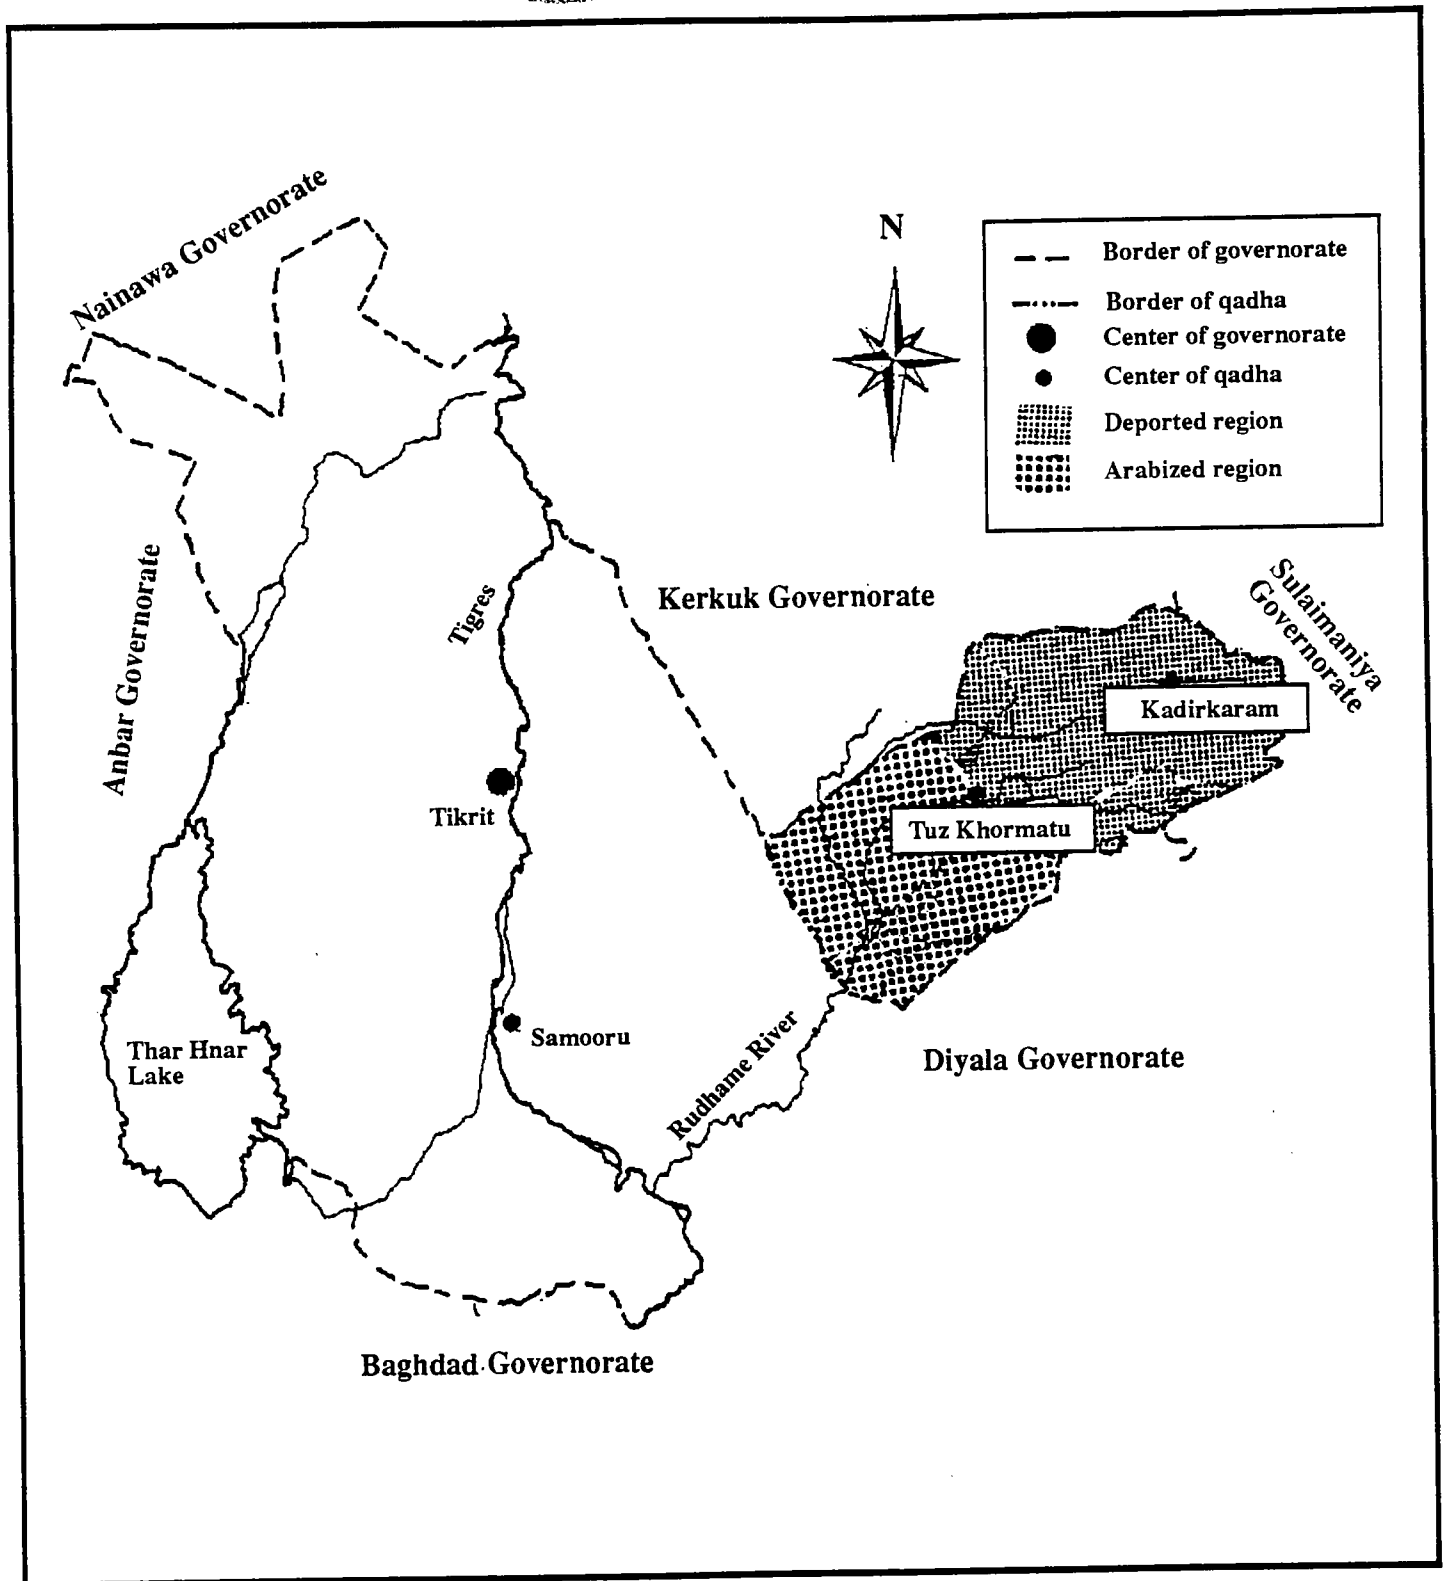 Nainawa Governorate
N
Border of governorate
Border of qadha
Center of governorate
Center of qadha
Deported region
Arabized region
Anbar Governorate
Tigres
Kerkuk Governorate
Sulaimaniya
Governorate
Kadirkaram
Tikrit
Tuz Khormatu
Samooru
Thar Hnar
Lake
Rudhame River
Diyala Governorate
Baghdad Governorate